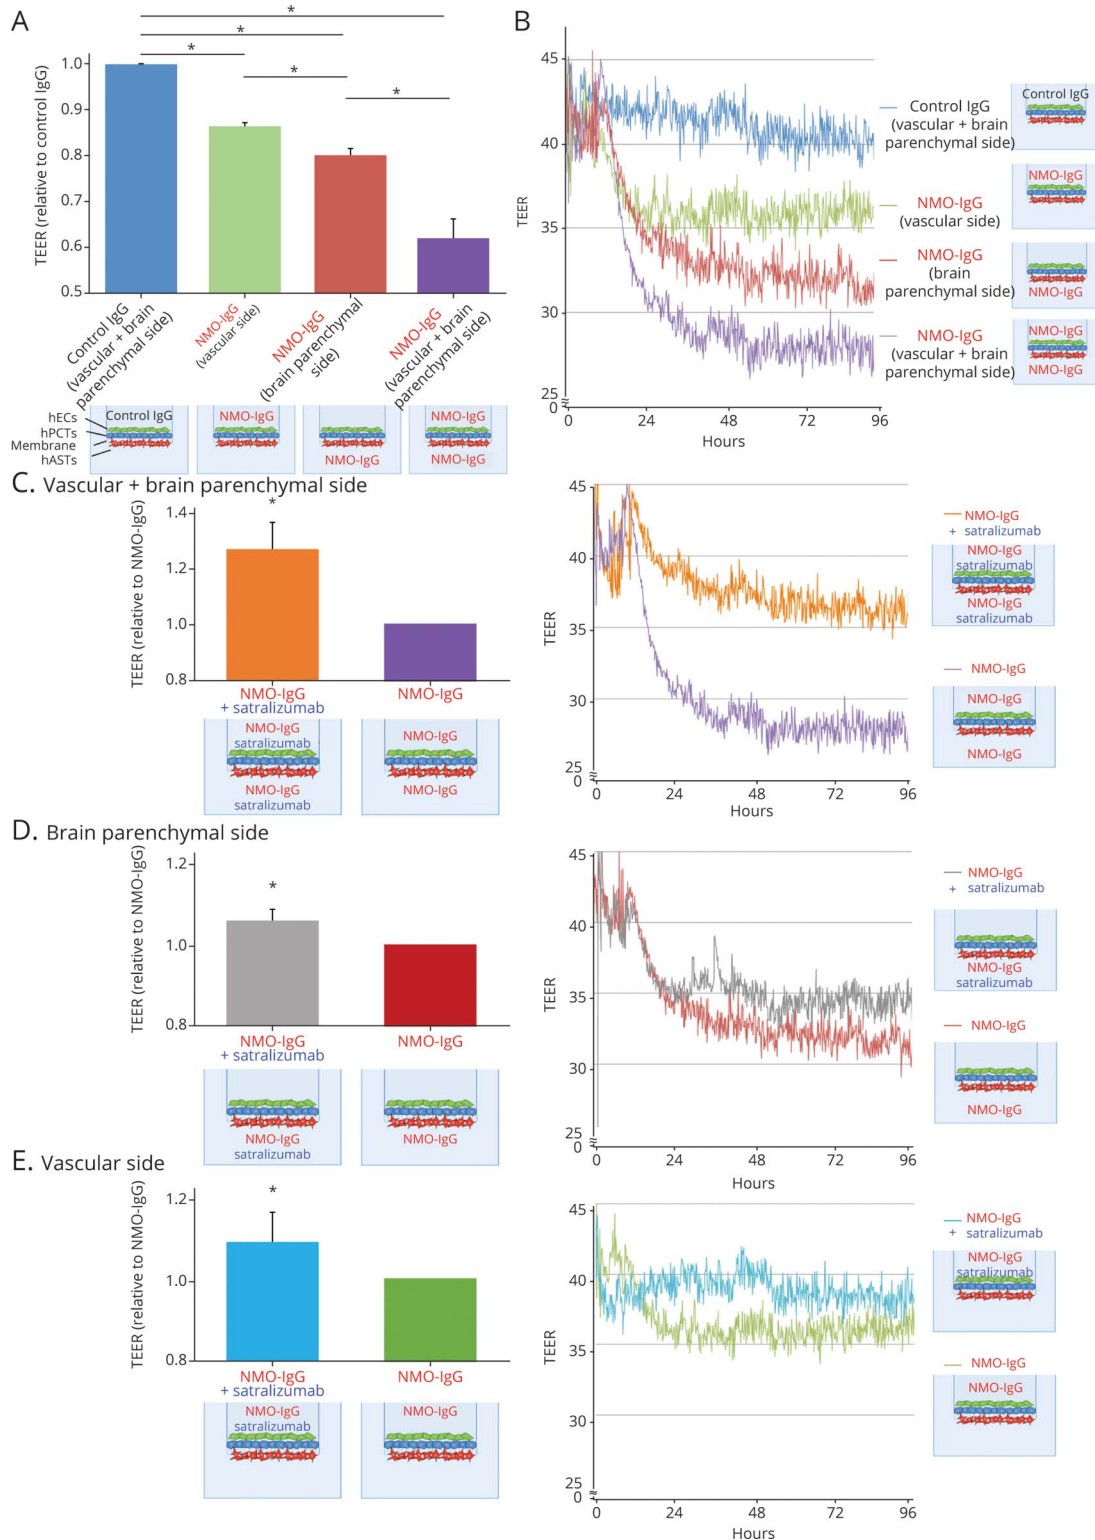 A
*
*
*
*
*
*
TEER (relative to control IgG)
1.0
0.9
0.8
0.7
0.6
0.5
Control IgG
(vascular + brain
parenchymal side)
NMO-IgG
(vascular side)
NMO-IgG
(brain parenchymal
side)
NMO-IgG
(vascular + brain
parenchymal side)
hECs
hPCTs
Membrane
hASTs
Control IgG
NMO-IgG
NMO-IgG
NMO-IgG
NMO-IgG
B
TEER
45
40
35
30
25
0
0
24
48
72
96
Hours
Control IgG
(vascular + brain
parenchymal side)
Control IgG
NMO-IgG
(vascular side)
NMO-IgG
NMO-IgG
(brain
parenchymal side)
NMO-IgG
NMO-IgG
(vascular + brain
parenchymal side)
NMO-IgG
NMO-IgG
C. Vascular + brain parenchymal side
*
TEER (relative to NMO-IgG)
1.4
1.2
1.0
0.8
NMO-IgG
+ satralizumab
NMO-IgG
NMO-IgG
satralizumab
NMO-IgG
satralizumab
NMO-IgG
NMO-IgG
TEER
45
40
35
30
25
0
0
24
48
72
96
Hours
NMO-IgG
+ satralizumab
NMO-IgG
satralizumab
NMO-IgG
satralizumab
NMO-IgG
NMO-IgG
NMO-IgG
D. Brain parenchymal side
TEER (relative to NMO-IgG)
1.2
1.0
0.8
*
NMO-IgG
+ satralizumab
NMO-IgG
NMO-IgG
satralizumab
NMO-IgG
TEER
45
40
35
30
25
0
0
24
48
72
96
Hours
NMO-IgG
+ satralizumab
NMO-IgG
satralizumab
NMO-IgG
NMO-IgG
E. Vascular side
TEER (relative to NMO-IgG)
1.2
1.0
0.8
*
NMO-IgG
+ satralizumab
NMO-IgG
NMO-IgG
satralizumab
NMO-IgG
TEER
45
40
35
30
25
0
0
24
48
72
96
Hours
NMO-IgG
+ satralizumab
NMO-IgG
satralizumab
NMO-IgG
NMO-IgG